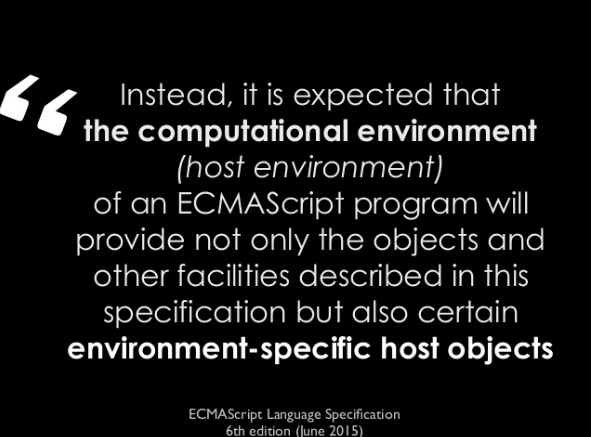 “
Instead, it is expected that
the computational environment
(host environment)
of an ECMAScript program will
provide not only the objects and
other facilities described in this
specification but also certain
environment-specific host objects
ECMAScript Language Specification
6th edition (June 2015)